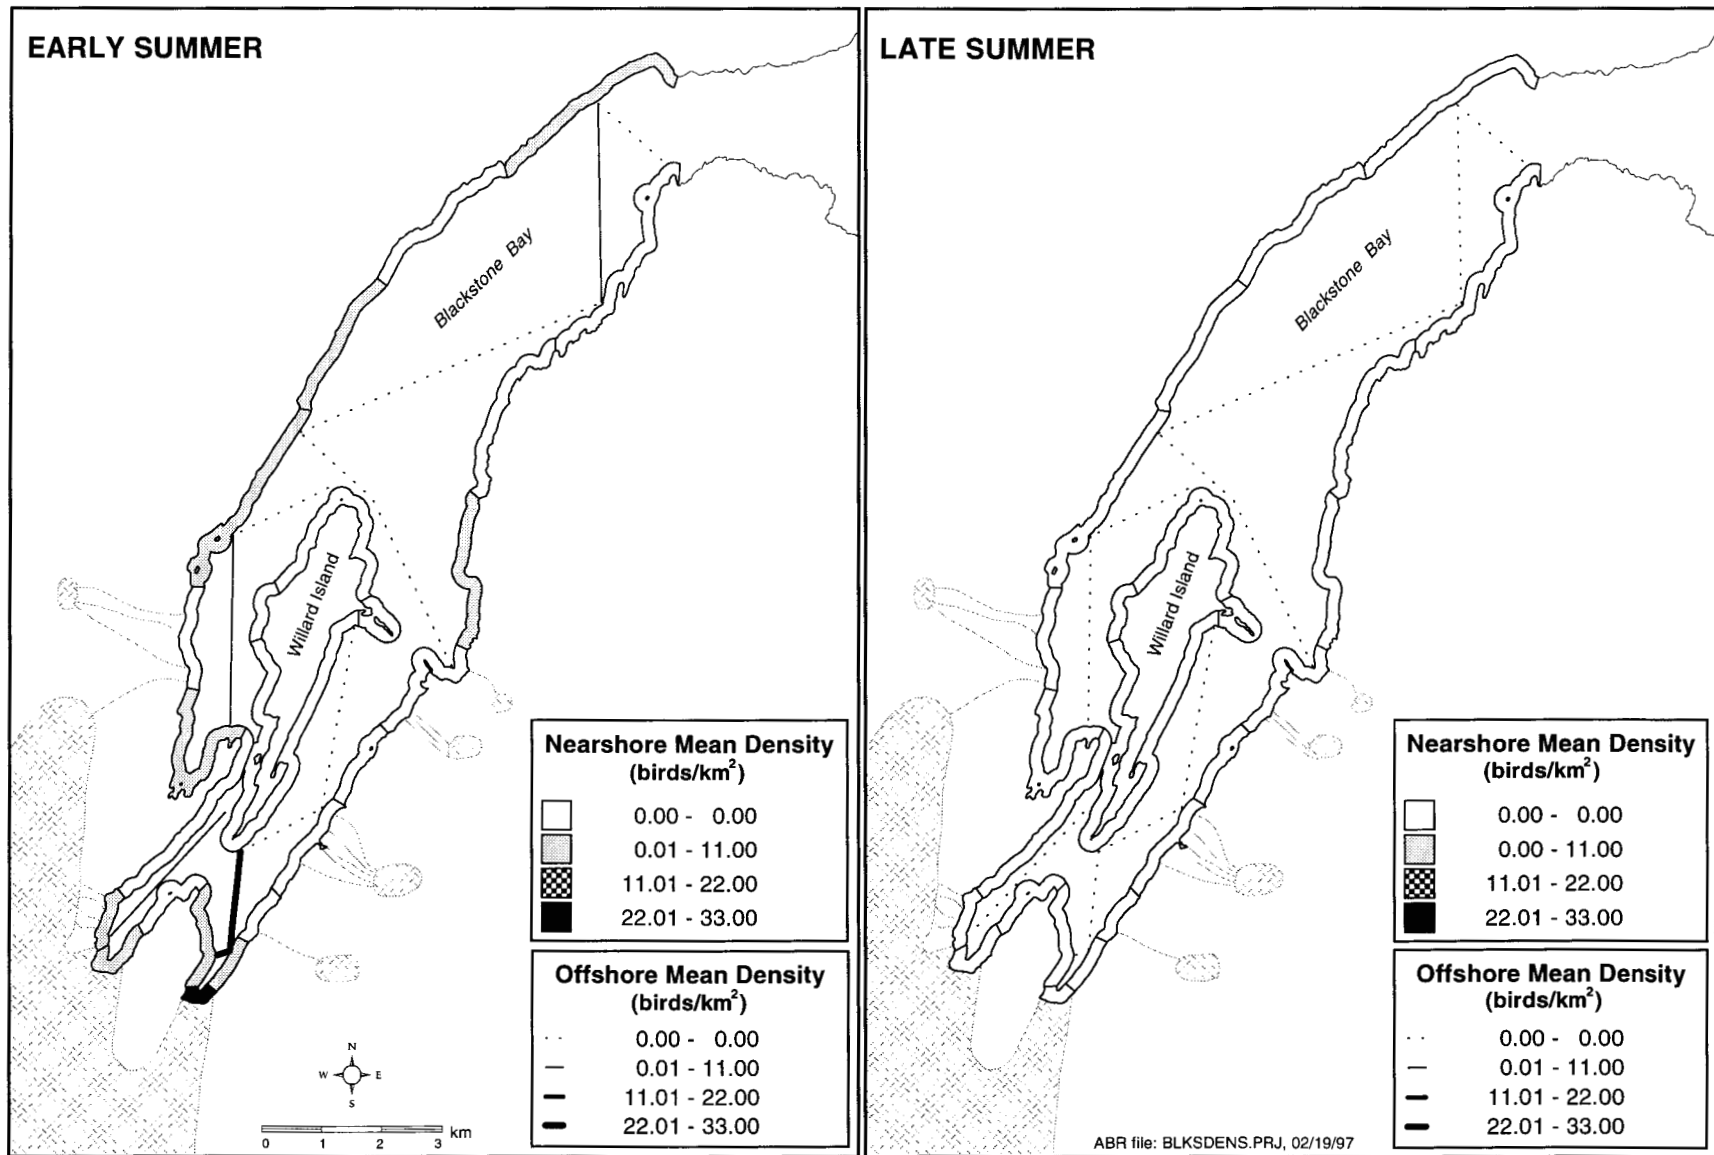 EARLY SUMMER
Blackstone Bay
Willard Island
Nearshore Mean Density
(birds/km²)
0.00 - 0.00
0.01 - 11.00
11.01 - 22.00
22.01 - 33.00
Offshore Mean Density
(birds/km²)
0.00 - 0.00
0.01 - 11.00
11.01 - 22.00
22.01 - 33.00
N
W E
S
0 1 2 3 km
LATE SUMMER
Blackstone Bay
Willard Island
Nearshore Mean Density
(birds/km²)
0.00 - 0.00
0.00 - 11.00
11.01 - 22.00
22.01 - 33.00
Offshore Mean Density
(birds/km²)
0.00 - 0.00
0.01 - 11.00
11.01 - 22.00
22.01 - 33.00
ABR file: BLKSDENS.PRJ, 02/19/97